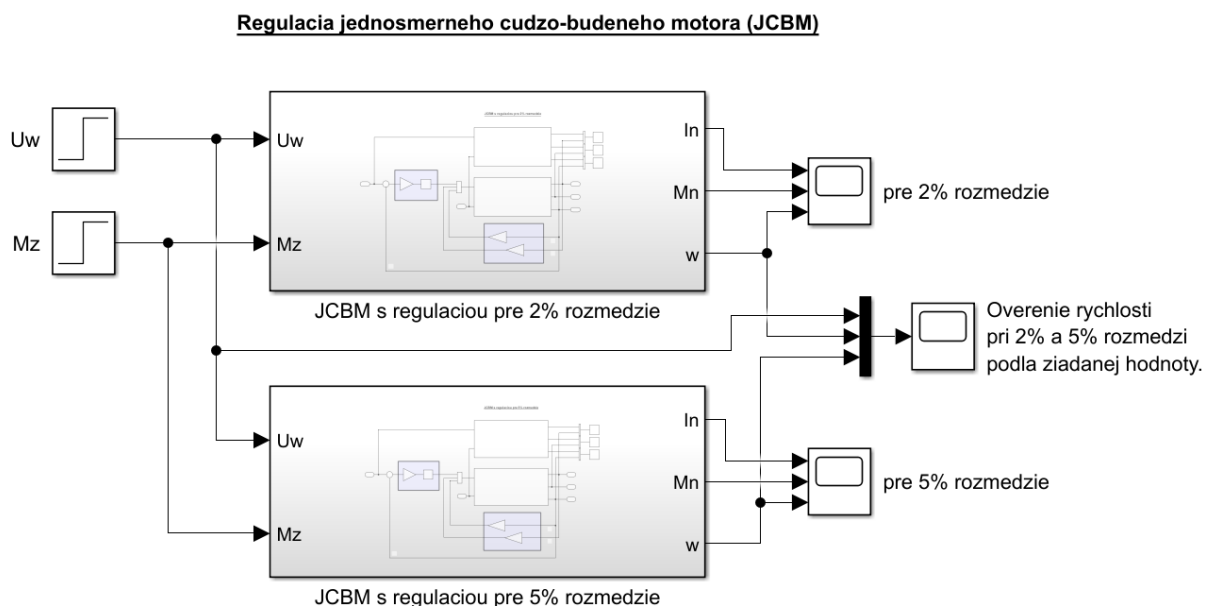 Regulacia jednosmerneho cudzo-budeneho motora (JCBM)
Uw
Uw
In
Mn
pre 2% rozmedzie
Mz
Mz
w
JCBM s regulaciou pre 2% rozmedzie
Overenie rychlosti
pri 2% a 5% rozmedzi
podla ziadanej hodnoty.
Uw
In
Mn
pre 5% rozmedzie
Mz
w
JCBM s regulaciou pre 5% rozmedzie